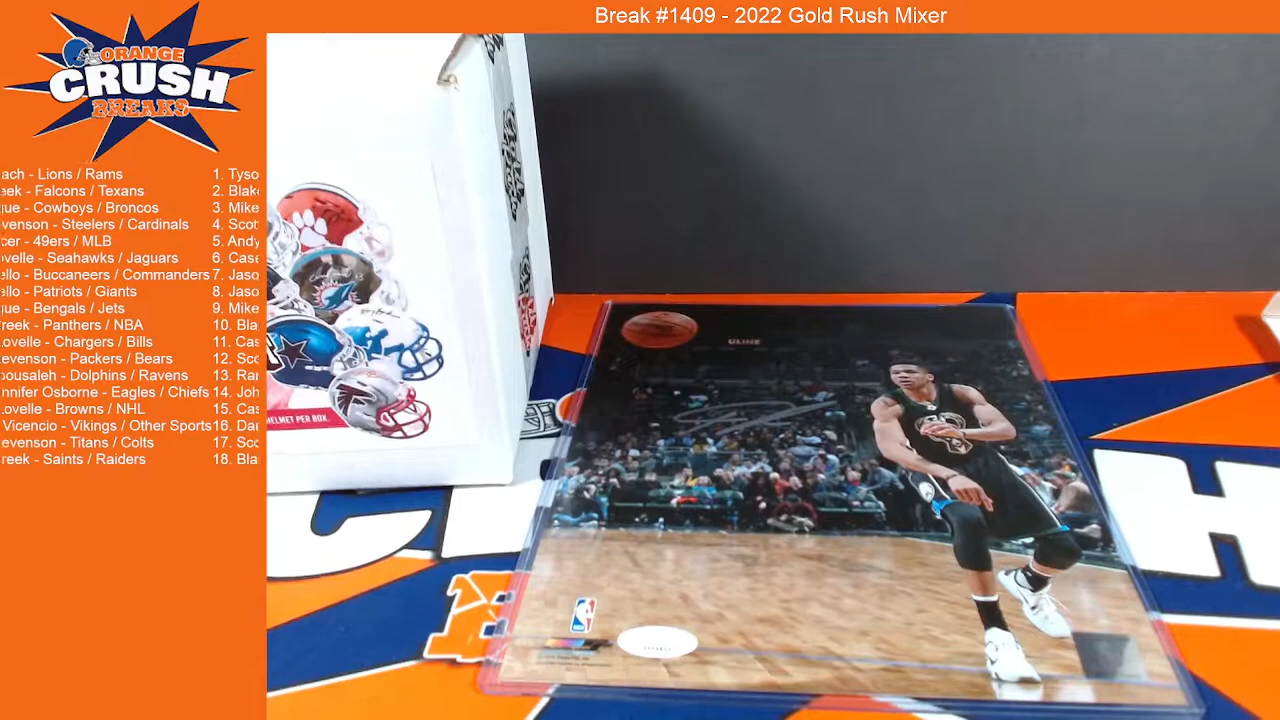 Break #1409 - 2022 Gold Rush Mixer
ORANGE
CRUSH
BREAKS
ach - Lions / Rams 1. Tyso
eek - Falcons / Texans 2. Blake
gue - Cowboys / Broncos 3. Mike
venson - Steelers / Cardinals 4. Scot
cer - 49ers / MLB 5. Andy
ovelle - Seahawks / Jaguars 6. Case
ello - Buccaneers / Commanders 7. Jaso
ello - Patriots / Giants 8. Jaso
gue - Bengals / Jets 9. Mike
reek - Panthers / NBA 10. Bla
Lovelle - Chargers / Bills 11. Cas
evenson - Packers / Bears 12. Sco
bousaleh - Dolphins / Ravens 13. Rar
nnifer Osborne - Eagles / Chiefs 14. Joh
Lovelle - Browns / NHL 15. Cas
Vicencio - Vikings / Other Sports 16. Dar
evenson - Titans / Colts 17. Sco
reek - Saints / Raiders 18. Bla
HELMET PER BOX
ULINE
H